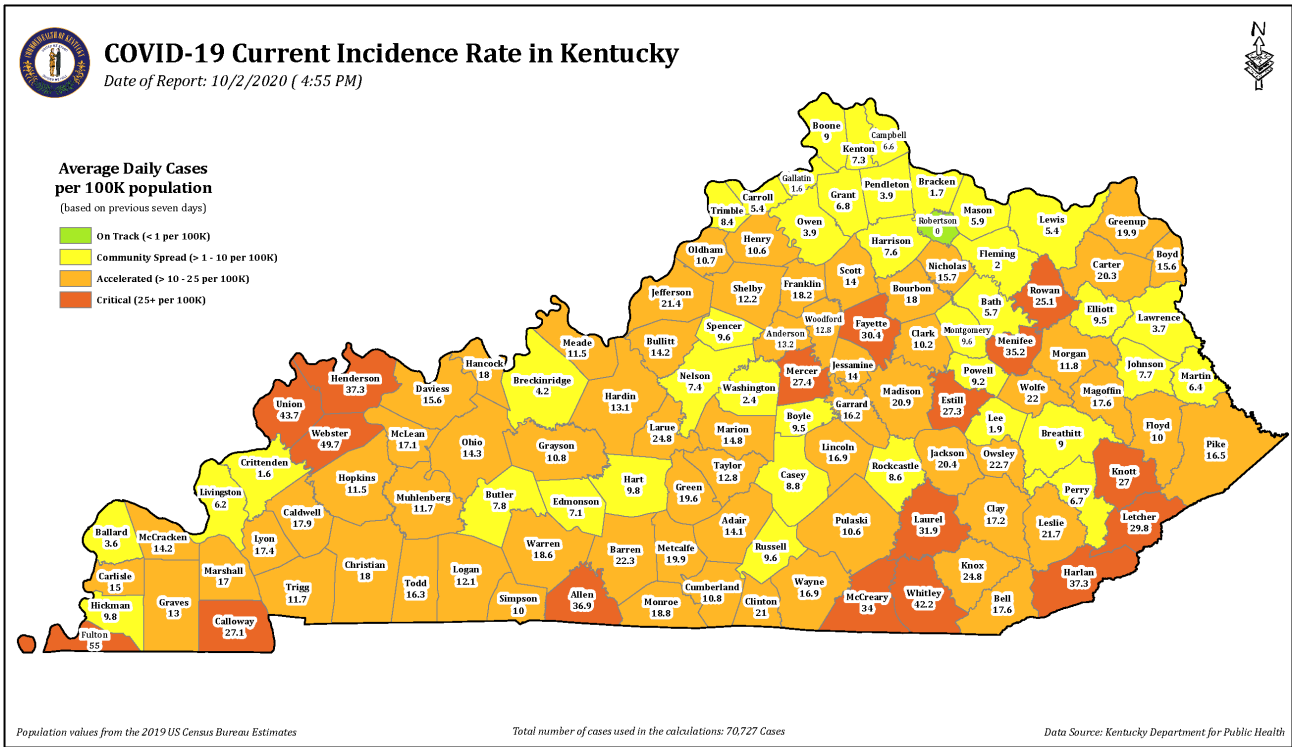 COVID-19 Current Incidence Rate in Kentucky
Date of Report: 10/2/2020 ( 4:55 PM)
N
Average Daily Cases
per 100K population
(based on previous seven days)
On Track (< 1 per 100K)
Community Spread (> 1 - 10 per 100K)
Accelerated (> 10 - 25 per 100K)
Critical (25+ per 100K)
Boone
9
Kenton
7.3
Campbell
6.6
Gallatin
1.6
Carroll
5.4
Trimble
8.4
Grant
6.8
Pendleton
3.9
Bracken
1.7
Robertson
0
Mason
5.9
Lewis
5.4
Greenup
19.9
Boyd
15.6
Carter
20.3
Owen
3.9
Henry
10.6
Oldham
10.7
Harrison
7.6
Fleming
2
Nicholas
15.7
Rowan
25.1
Elliott
9.5
Lawrence
3.7
Jefferson
21.4
Shelby
12.2
Franklin
18.2
Scott
14
Bourbon
18
Bath
5.7
Spencer
9.6
Anderson
13.2
Woodford
12.8
Fayette
30.4
Clark
10.2
Montgomery
9.6
Menifee
35.2
Morgan
11.8
Johnson
7.7
Martin
6.4
Meade
11.5
Bullitt
14.2
Hancock
18
Breckinridge
4.2
Hardin
13.1
Nelson
7.4
Washington
2.4
Mercer
27.4
Jessamine
14
Madison
20.9
Estill
27.3
Powell
9.2
Wolfe
22
Magoffin
17.6
Floyd
10
Pike
16.5
Henderson
37.3
Union
43.7
Webster
49.7
Daviess
15.6
McLean
17.1
Ohio
14.3
Grayson
10.8
Larue
24.8
Marion
14.8
Boyle
9.5
Garrard
16.2
Lincoln
16.9
Rockcastle
8.6
Jackson
20.4
Lee
1.9
Owsley
22.7
Breathitt
9
Knott
27
Perry
6.7
Letcher
29.8
Crittenden
1.6
Livingston
6.2
Hopkins
11.5
Muhlenberg
11.7
Butler
7.8
Edmonson
7.1
Hart
9.8
Green
19.6
Taylor
12.8
Casey
8.8
Adair
14.1
Russell
9.6
Pulaski
10.6
Laurel
31.9
Clay
17.2
Leslie
21.7
Harlan
37.3
Knox
24.8
Bell
17.6
Whitley
42.2
McCreary
34
Wayne
16.9
Clinton
21
Cumberland
10.8
Metcalfe
19.9
Monroe
18.8
Barren
22.3
Allen
36.9
Warren
18.6
Simpson
10
Logan
12.1
Todd
16.3
Christian
18
Caldwell
17.9
Lyon
17.4
Trigg
11.7
Marshall
17
Calloway
27.1
Graves
13
McCracken
14.2
Ballard
3.6
Carlisle
15
Hickman
9.8
Fulton
55
Population values from the 2019 US Census Bureau Estimates
Total number of cases used in the calculations: 70,727 Cases
Data Source: Kentucky Department for Public Health